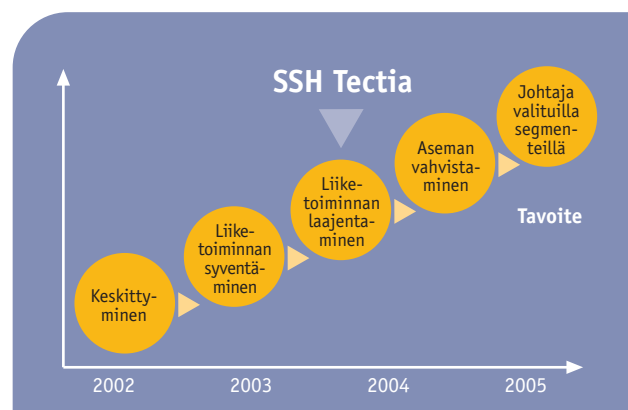 SSH Tectia
Johtaja
valituilla
segmen-
teillä
Aseman
vahvista-
minen
Liike-
toiminnan
laajenta-
minen
Tavoite
Liike-
toiminnan
syventä-
minen
Keskitty-
minen
2002
2003
2004
2005